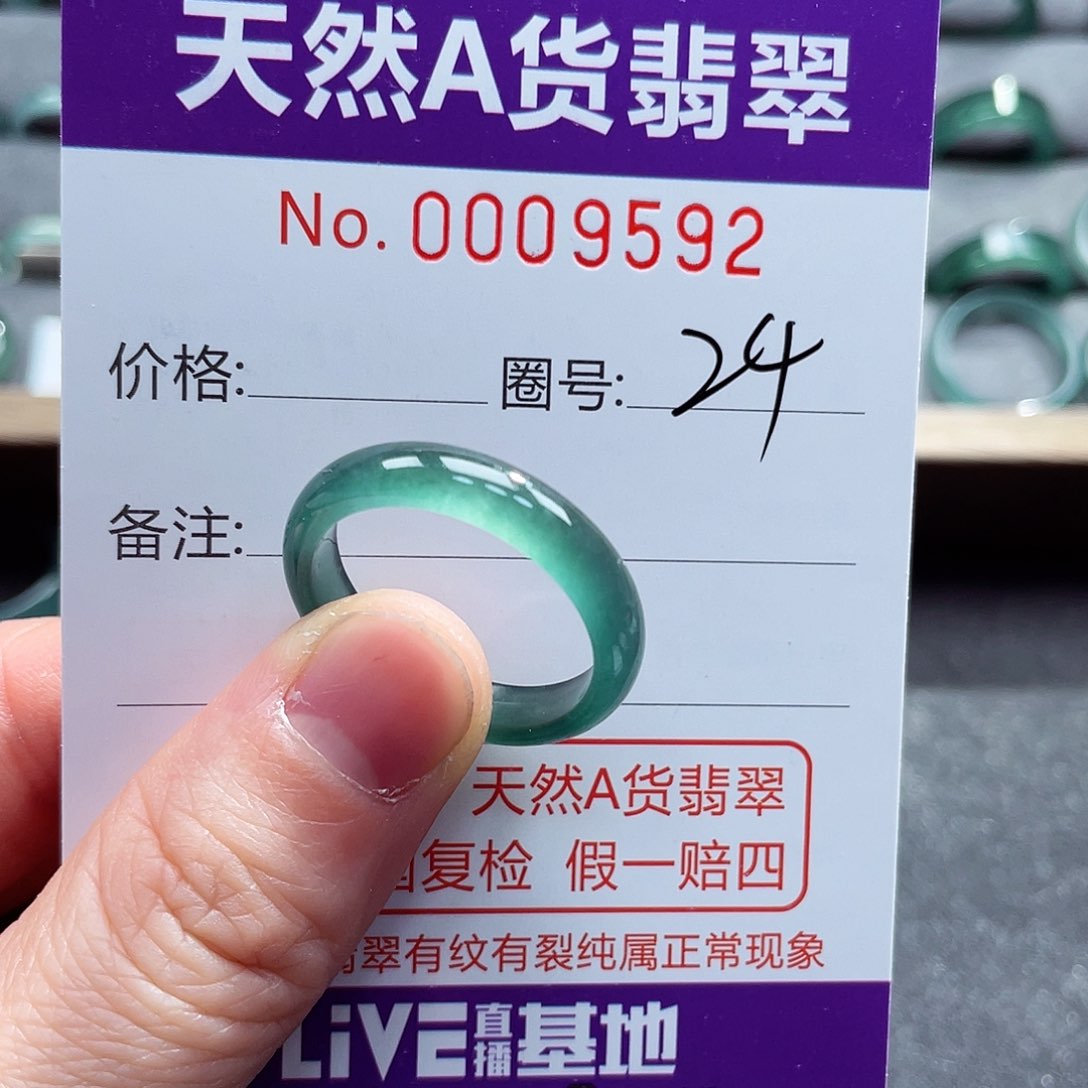 天然A货翡翠
No. 0009592
价格: 圈号: 24
备注:
天然A货翡翠
复检 假一赔四
翠有纹有裂纯属正常现象
LiVE直播基地